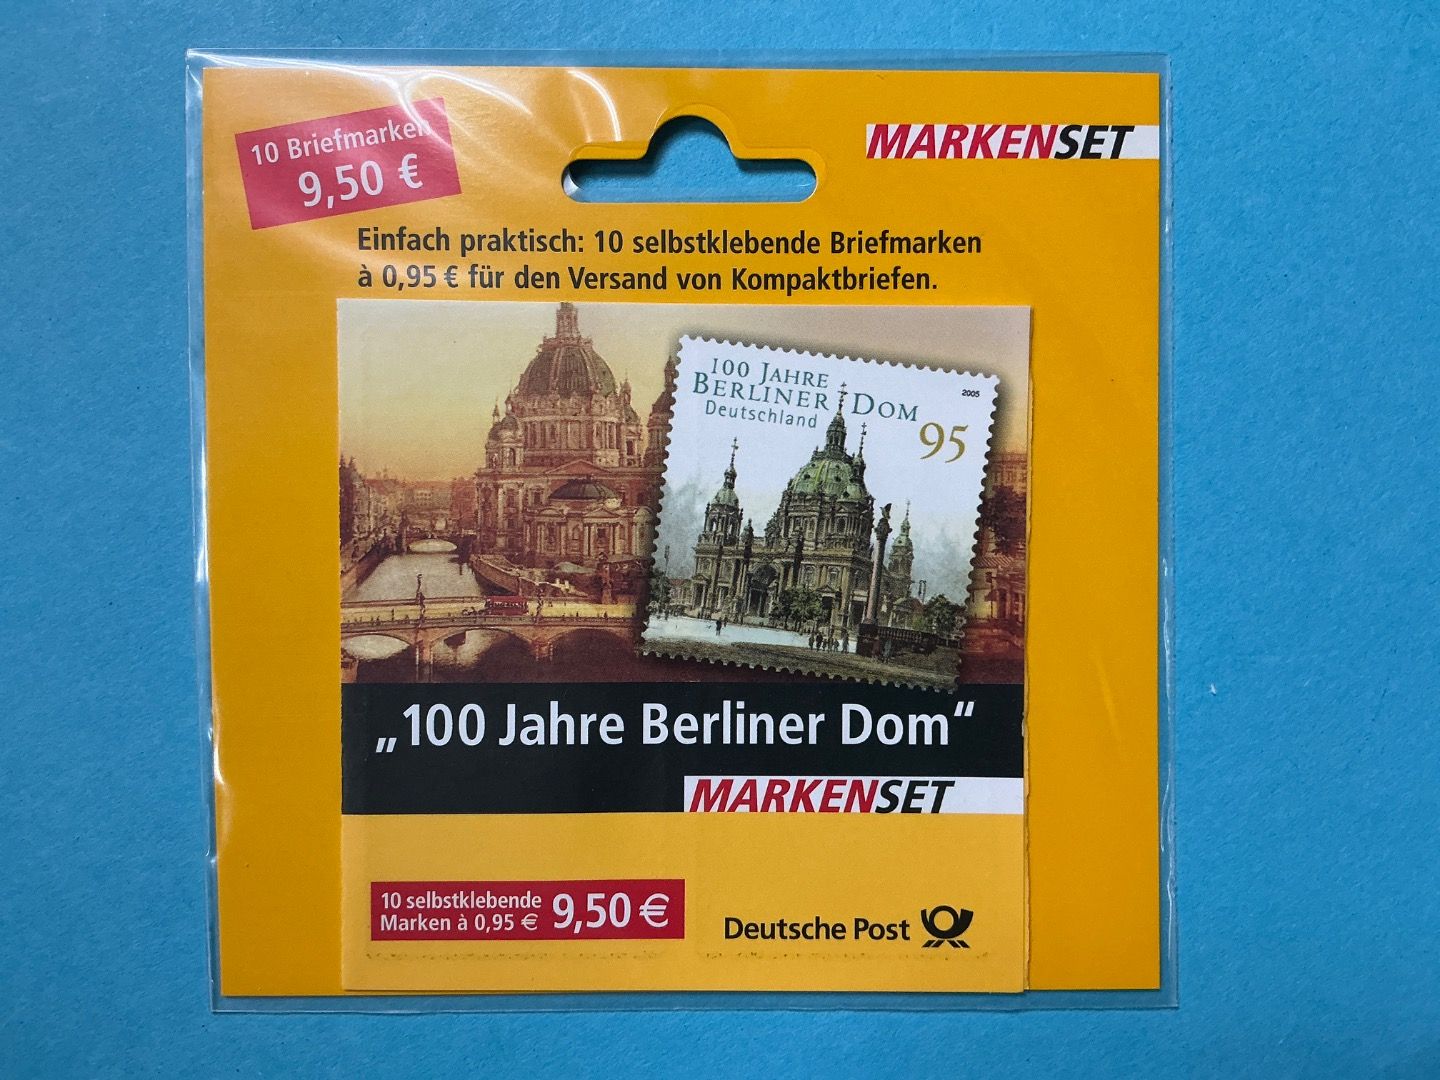 10 Briefmarken
9,50 €
MARKENSET
Einfach praktisch: 10 selbstklebende Briefmarken
à 0,95 € für den Versand von Kompaktbriefen.
100 JAHRE
BERLINER DOM
Deutschland
2005
95
„100 Jahre Berliner Dom“
MARKENSET
10 selbstklebende
Marken à 0,95 €
9,50 €
Deutsche Post